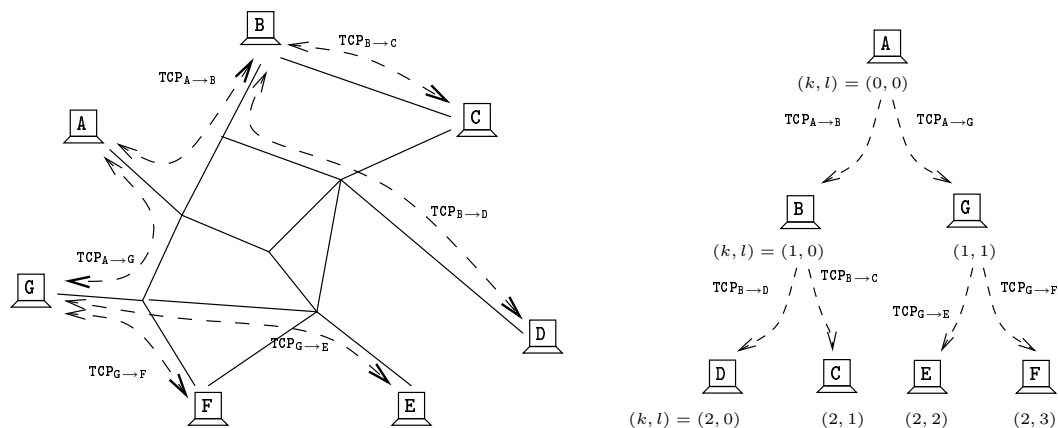 B
TCP_{B→C}
TCP_{A→B}
A
C
TCP_{B→D}
TCP_{A→G}
G
D
TCP_{G→E}
TCP_{G→F}
F
E
A
(k, l) = (0, 0)
TCP_{A→B} TCP_{A→G}
B G
(k, l) = (1, 0) (1, 1)
TCP_{B→D} TCP_{B→C} TCP_{G→E} TCP_{G→F}
D C E F
(k, l) = (2, 0) (2, 1) (2, 2) (2, 3)